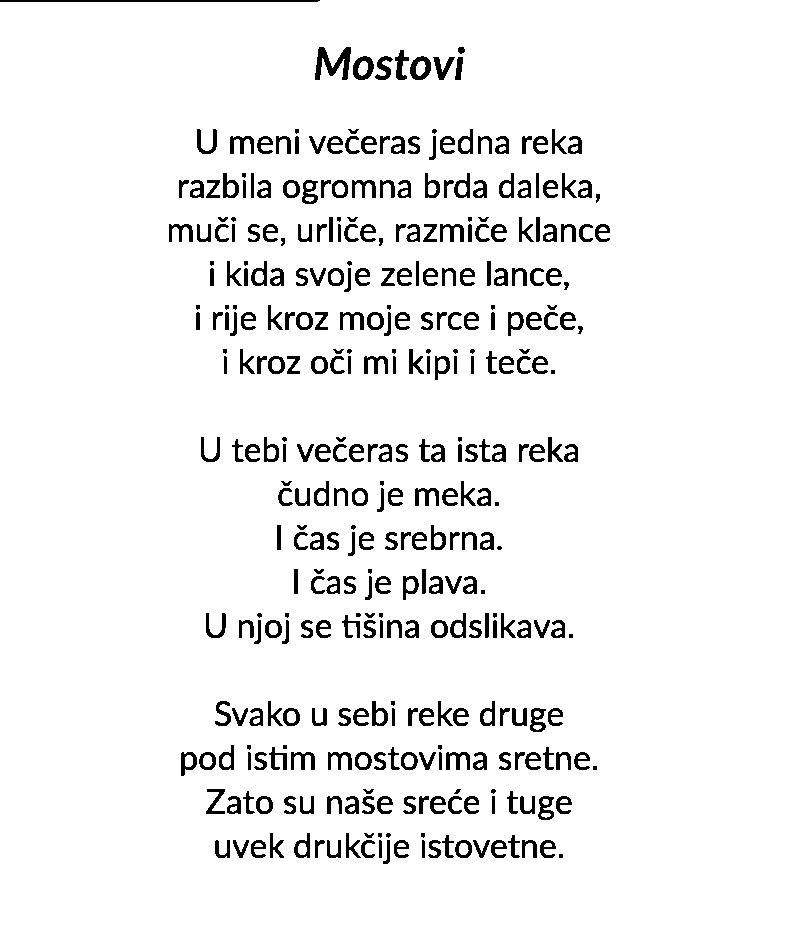 Mostovi
U meni večeras jedna reka
razbila ogromna brda daleka,
muči se, urliče, razmiče klance
i kida svoje zelene lance,
i rije kroz moje srce i peče,
i kroz oči mi kipi i teče.
U tebi večeras ta ista reka
čudno je meka.
I čas je srebrna.
I čas je plava.
U njoj se tišina odslikava.
Svako u sebi reke druge
pod istim mostovima sretne.
Zato su naše sreće i tuge
uvek drukčije istovetne.